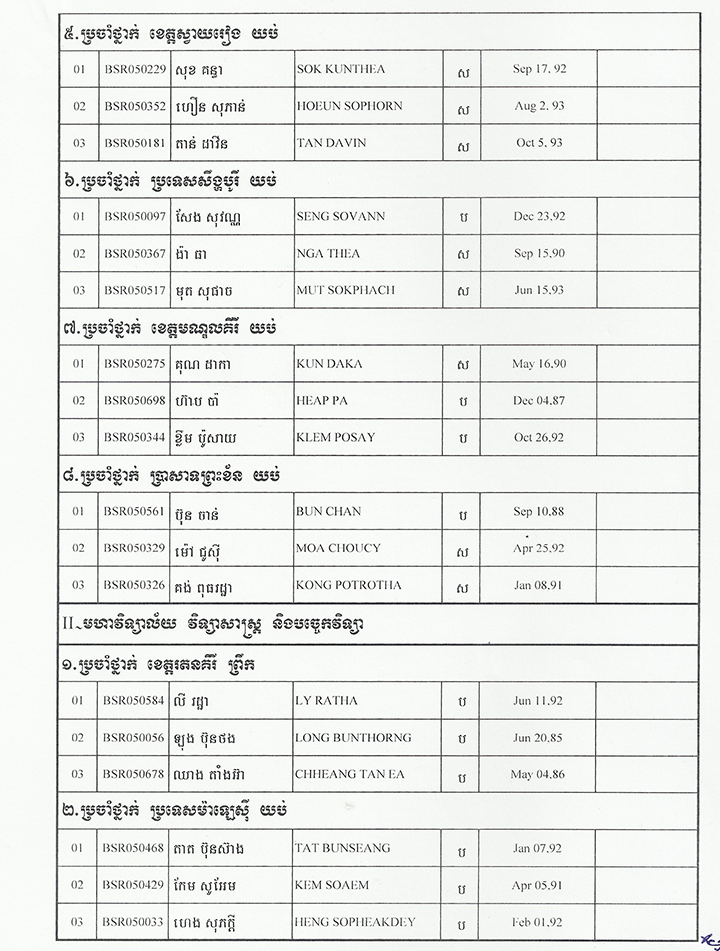 ៥.ប្រចាំថ្នាក់ ខេត្តស្វាយរៀង យប់
01 BSR050229 សុខ គន្ធា SOK KUNTHEA ស Sep 17, 92
02 BSR050352 ហឿន សុភាន់ HOEUN SOPHORN ស Aug 2, 93
03 BSR050181 តាន់ ដាវីន TAN DAVIN ស Oct 5, 93
៦.ប្រចាំថ្នាក់ ប្រទេសសឹង្ហបូរី យប់
01 BSR050097 សែង សុវណ្ណ SENG SOVANN ប Dec 23,92
02 BSR050367 ង៉ា ធា NGA THEA ស Sep 15,90
03 BSR050517 មុត សុផាច MUT SOKPHACH ស Jun 15,93
៧.ប្រចាំថ្នាក់ ខេត្តមណ្ឌលគីរី យប់
01 BSR050275 គុណ ដាកា KUN DAKA ស May 16,90
02 BSR050698 ហ៊ាប ប៉ា HEAP PA ប Dec 04,87
03 BSR050344 ខ្លឹម ប៉ូសាយ KLEM POSAY ប Oct 26,92
៨.ប្រចាំថ្នាក់ ប្រាសាទព្រះខ័ន យប់
01 BSR050561 ប៊ុន ចាន់ BUN CHAN ប Sep 10,88
02 BSR050329 ម៉ៅ ជូស៊ី MOA CHOUCY ស Apr 25,92
03 BSR050326 គង់ ពុធរដ្ឋា KONG POTROTHA ស Jan 08,91
II.មហាវិទ្យាល័យ វិទ្យាសាស្ត្រ និងបច្ចេកវិទ្យា
១.ប្រចាំថ្នាក់ ខេត្តរតនគិរី ព្រឹក
01 BSR050584 លី រដ្ឋា LY RATHA ប Jun 11,92
02 BSR050056 ឡុង ប៊ុនថង LONG BUNTHORNG ប Jun 20,85
03 BSR050678 ឈាង តាំងអ៊ា CHHEANG TAN EA ប May 04,86
២.ប្រចាំថ្នាក់ ប្រទេសម៉ាឡេស៊ី យប់
01 BSR050468 តាត ប៊ុនស៊ាង TAT BUNSEANG ប Jan 07,92
02 BSR050429 កែម សូអែម KEM SOAEM ប Apr 05,91
03 BSR050033 ហេង សុភក្ដី HENG SOPHEAKDEY ប Feb 01,92